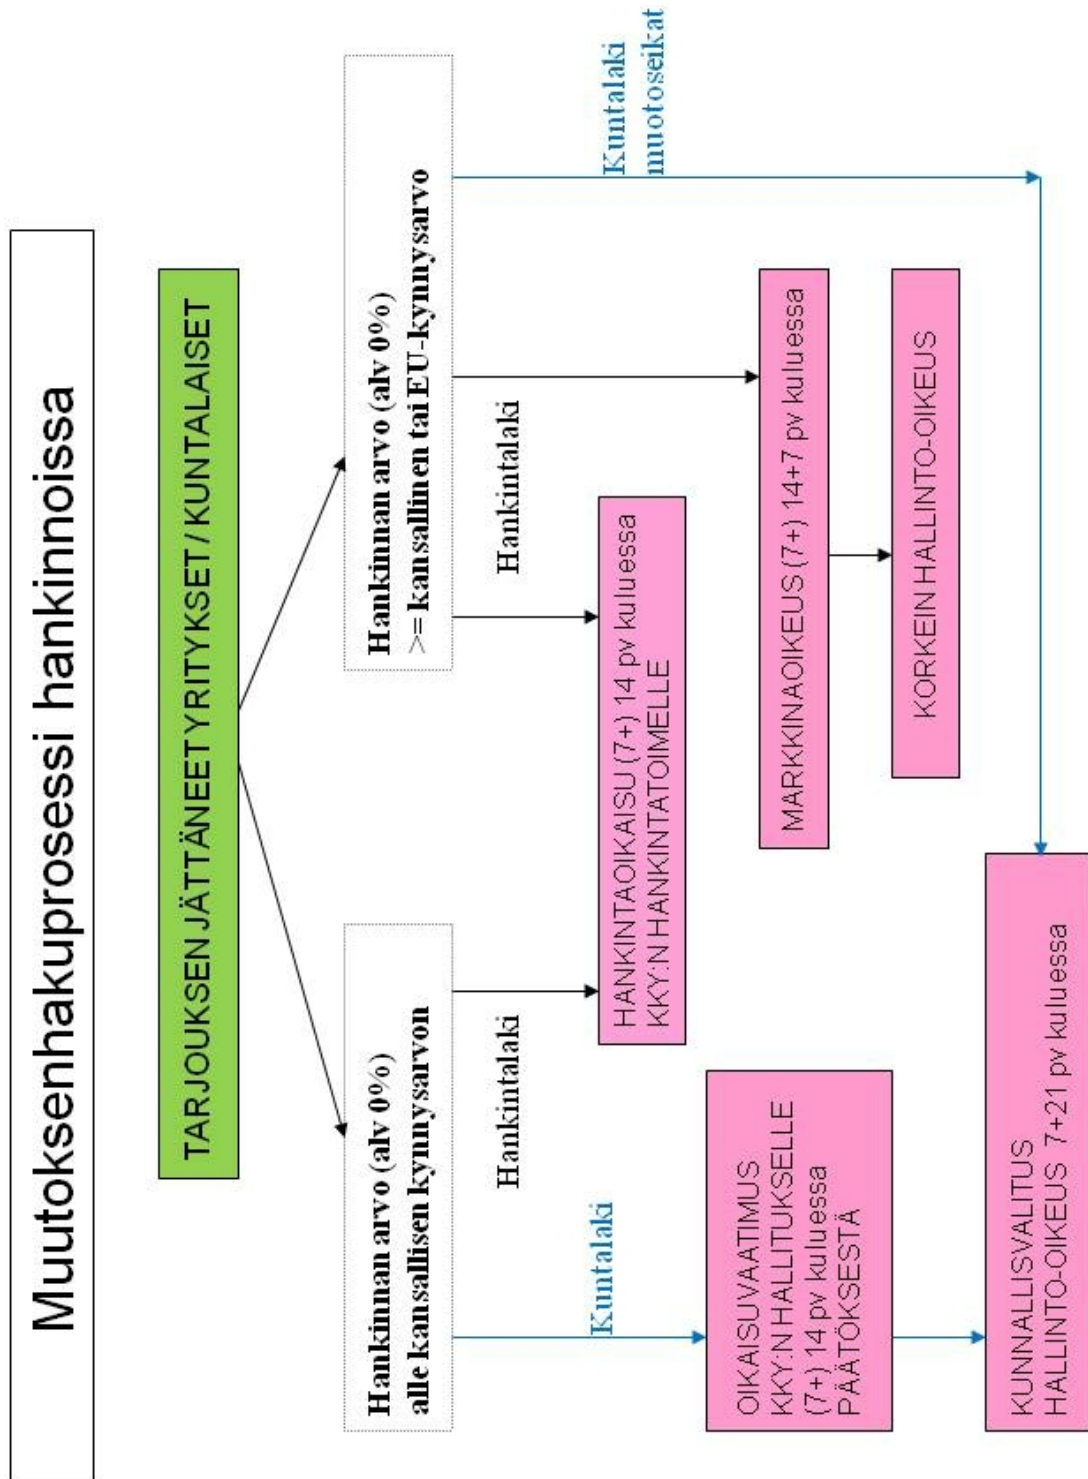 Muutoksenhakuprosessi hankinnoissa
TARJOUKSEN JÄTTÄNEET YRITYKSET / KUNTALAISET
Hankinnan arvo (alv 0%)
alle kansallisen kynnysarvon
Hankinnan arvo (alv 0%)
>= kansallinen tai EU-kynnysarvo
Kuntalaki
Hankintalaki
Hankintalaki
Kuntalaki
muotoseikat
HANKINTAOIKAISU (7+) 14 pv kuluessa
KKY:N HANKINTATOIMELLE
OIKAISUVAATIMUS
KKY:N HALLITUKSELLE
(7+) 14 pv kuluessa
PÄÄTÖKSESTÄ
MARKKINAOIKEUS (7+) 14+7 pv kuluessa
KORKEIN HALLINTO-OIKEUS
KUNNALLISVALITUS
HALLINTO-OIKEUS 7+21 pv kuluessa